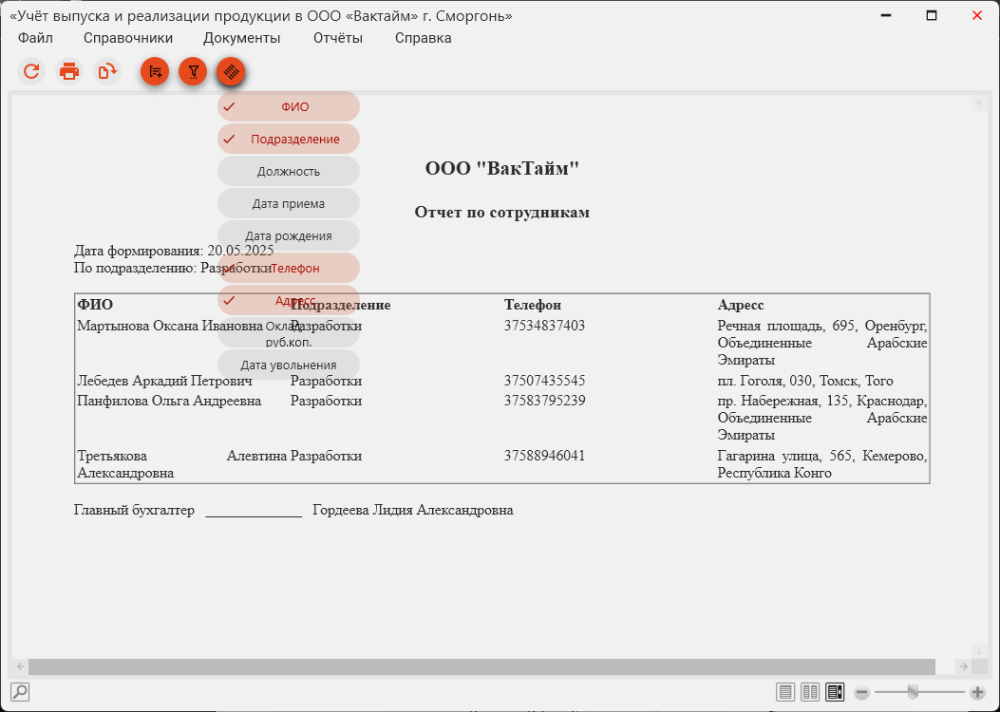 «Учёт выпуска и реализации продукции в ООО «Вактайм» г. Сморгонь»
Файл Справочники Документы Отчёты Справка
ФИО
Подразделение
Должность
Дата приема
Дата рождения
Телефон
Адресс
Оклад,
руб.коп.
Дата увольнения
ООО "ВакТайм"
Отчет по сотрудникам
Дата формирования: 20.05.2025
По подразделению: Разработки
ФИО Подразделение Телефон Адресс
Мартынова Оксана Ивановна Разработки 37534837403 Речная площадь, 695, Оренбург,
Объединенные Арабские
Эмираты
Лебедев Аркадий Петрович Разработки 37507435545 пл. Гоголя, 030, Томск, Того
Панфилова Ольга Андреевна Разработки 37583795239 пр. Набережная, 135, Краснодар,
Объединенные Арабские
Эмираты
Третьякова Алевтина Разработки 37588946041 Гагарина улица, 565, Кемерово,
Александровна Республика Конго
Главный бухгалтер ______________ Гордеева Лидия Александровна